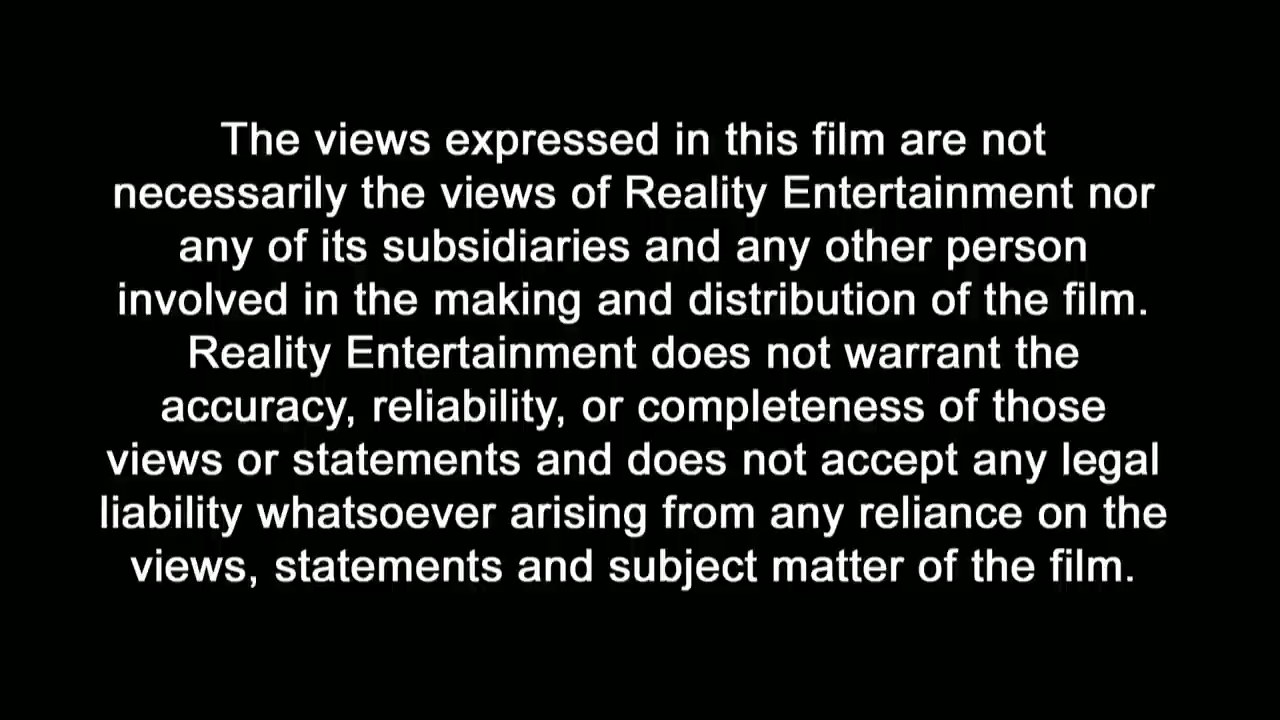 The views expressed in this film are not
necessarily the views of Reality Entertainment nor
any of its subsidiaries and any other person
involved in the making and distribution of the film.
Reality Entertainment does not warrant the
accuracy, reliability, or completeness of those
views or statements and does not accept any legal
liability whatsoever arising from any reliance on the
views, statements and subject matter of the film.